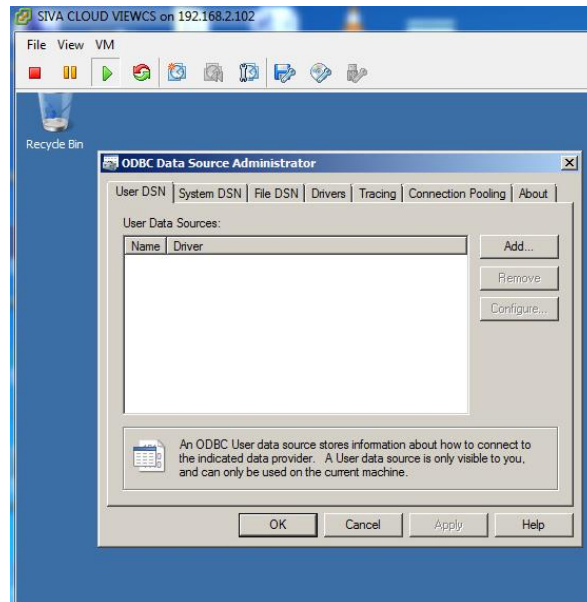 SIVA CLOUD VIEWCS on 192.168.2.102
File View VM
Recycle Bin
ODBC Data Source Administrator
User DSN System DSN File DSN Drivers Tracing Connection Pooling About
User Data Sources:
Name Driver
Add...
Remove
Configure...
An ODBC User data source stores information about how to connect to
the indicated data provider. A User data source is only visible to you,
and can only be used on the current machine.
OK Cancel Apply Help